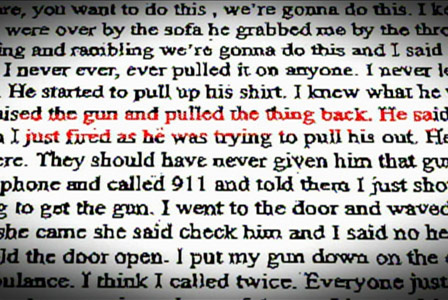 re, you want to do this , we're gonna do this. I k
were over by the sofa he grabbed me by the thr
ing and rambling we're gonna do this and I said
I never ever, ever pulled it on anyone. I never l
He started to pull up his shirt. I knew what he
ised the gun and pulled the thing back. He said
I just fired as he was trying to pull his out. He
ere. They should have never given him that gu
phone and called 911 and told them I just sho
g to get the gun. I went to the door and waved
she came she said check him and I said no he
ld the door open- I put my gun down on the
ulance. I think I called twice. Everyone jus